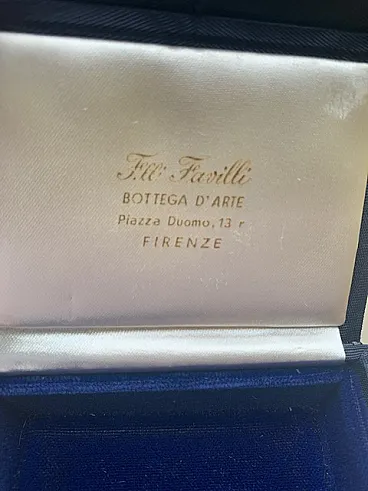 F.lli Favilli
BOTTEGA D'ARTE
Piazza Duomo, 13 r
FIRENZE